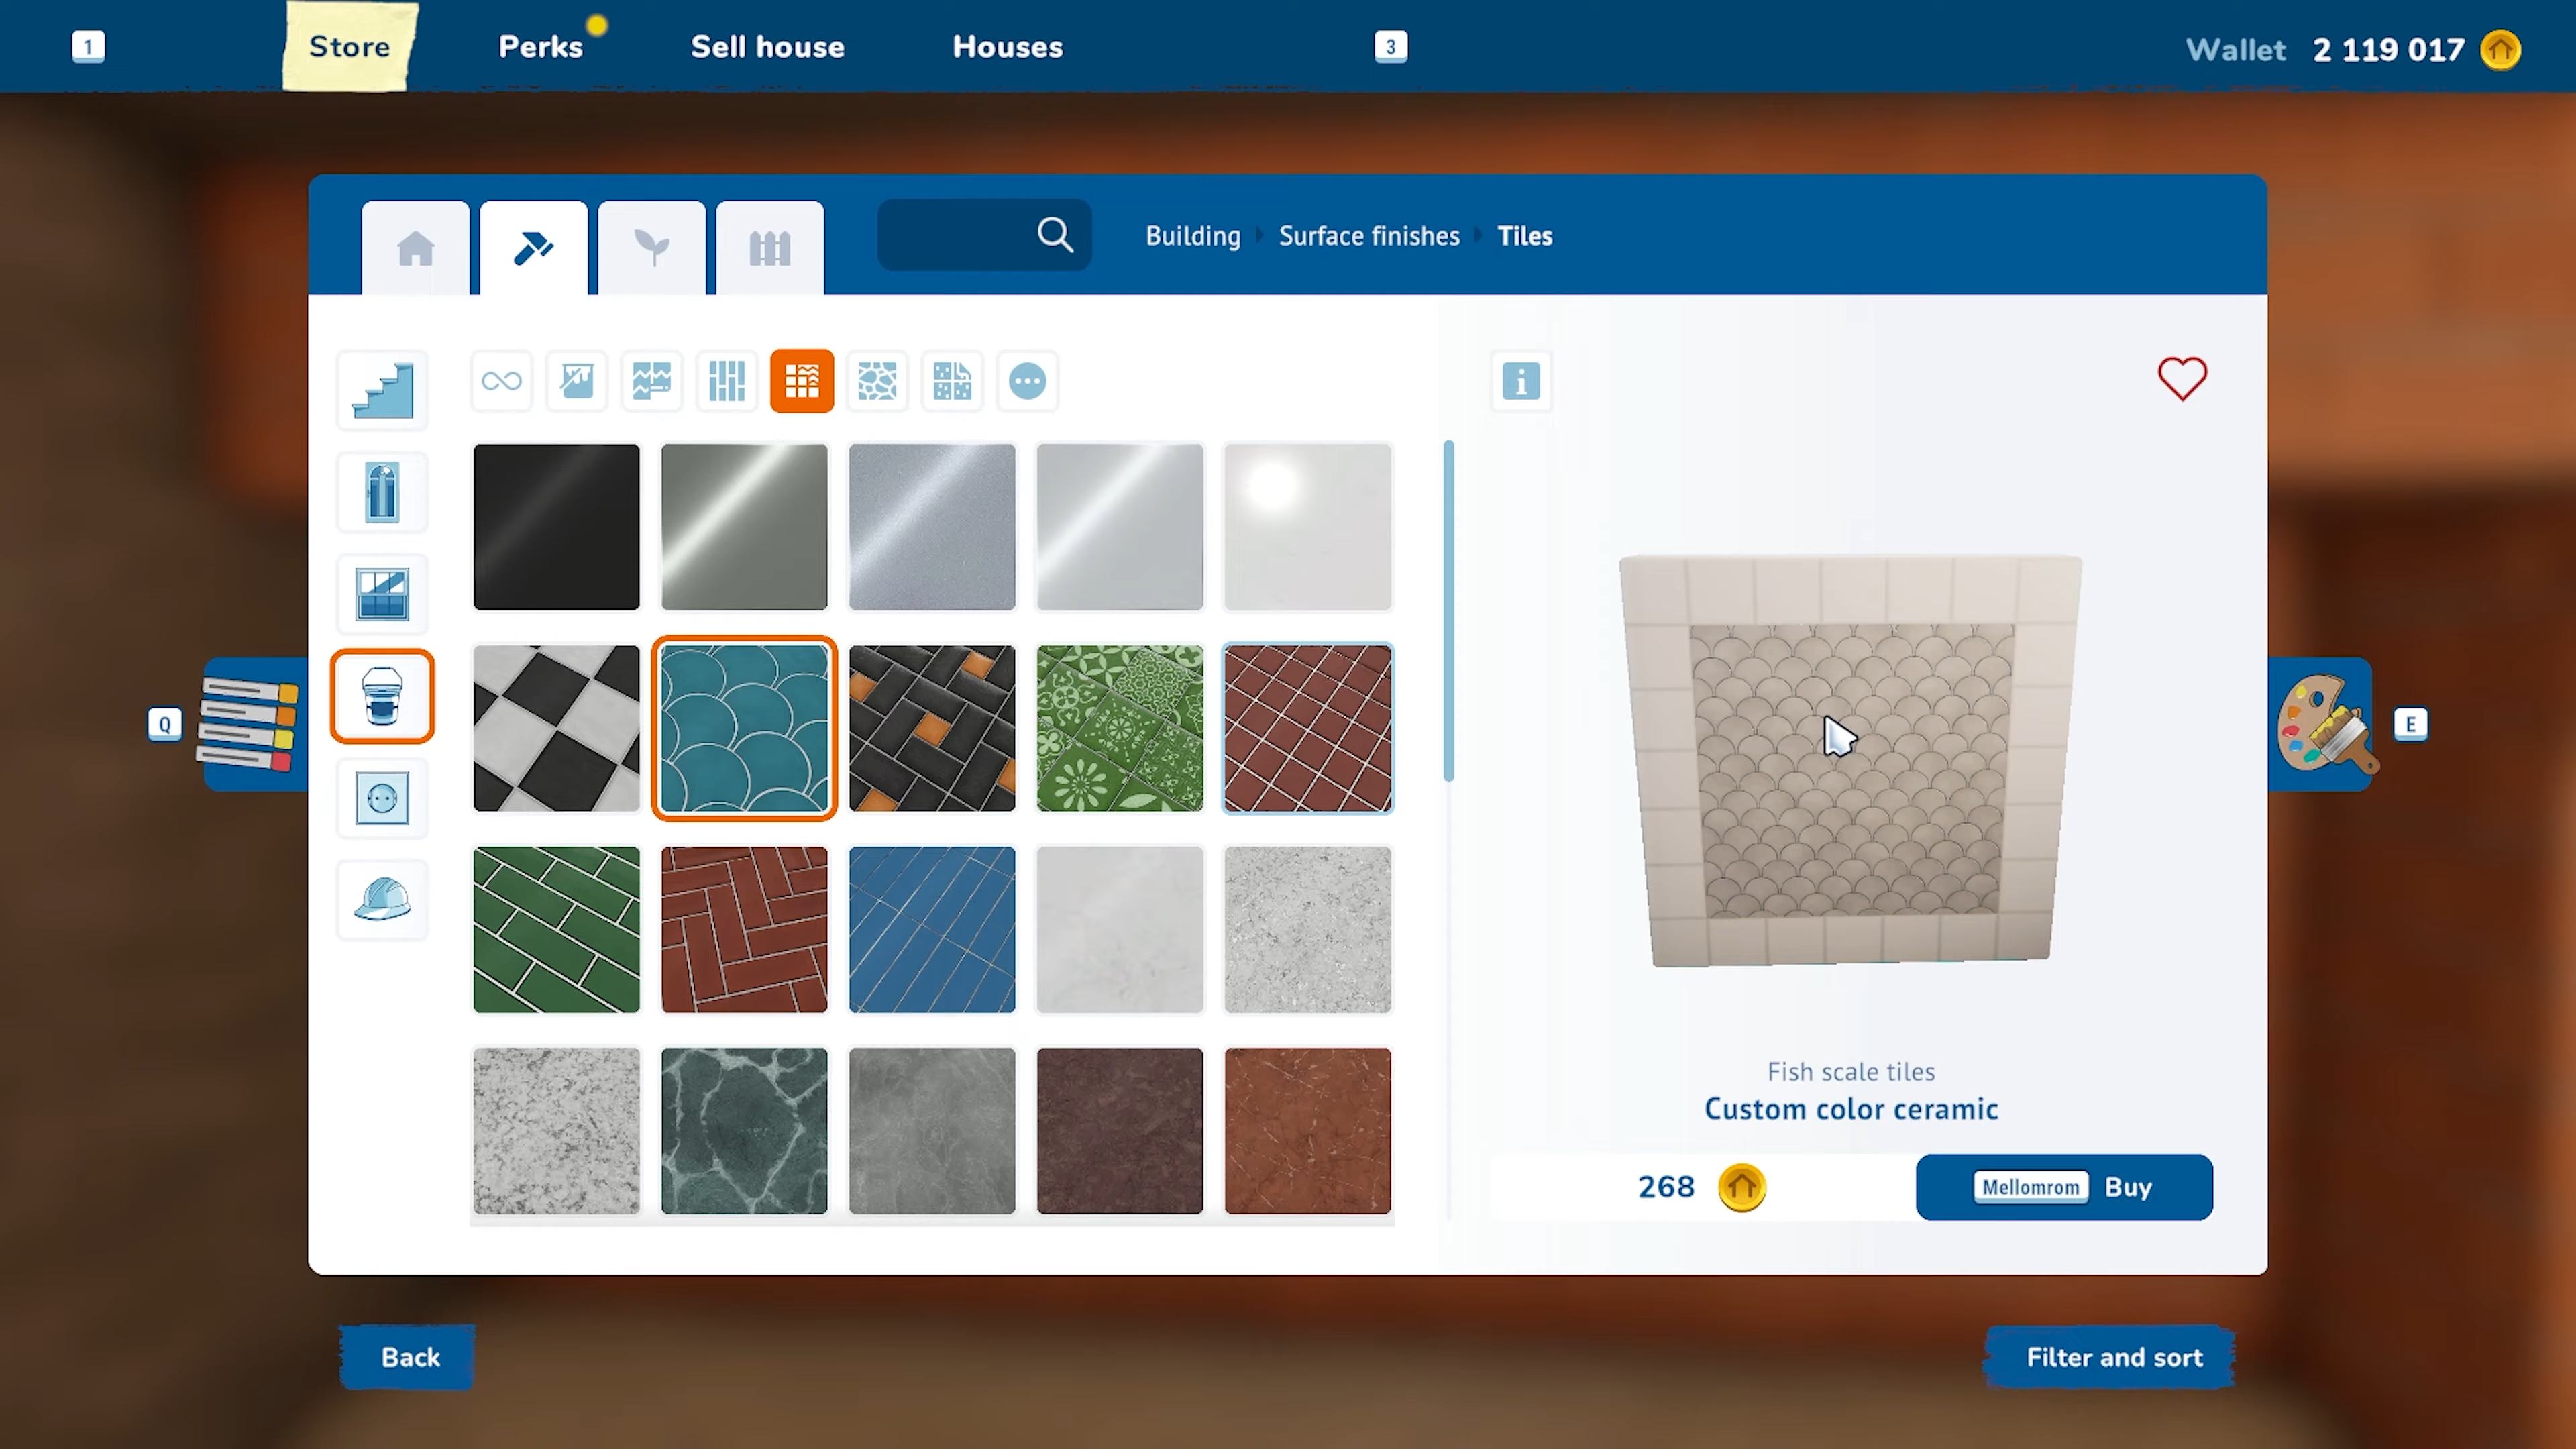 1
Store
Perks
Sell house
Houses
3
Wallet 2 119 017
Building
Surface finishes
Tiles
Q
E
Fish scale tiles
Custom color ceramic
268
Mellomrom Buy
Back
Filter and sort